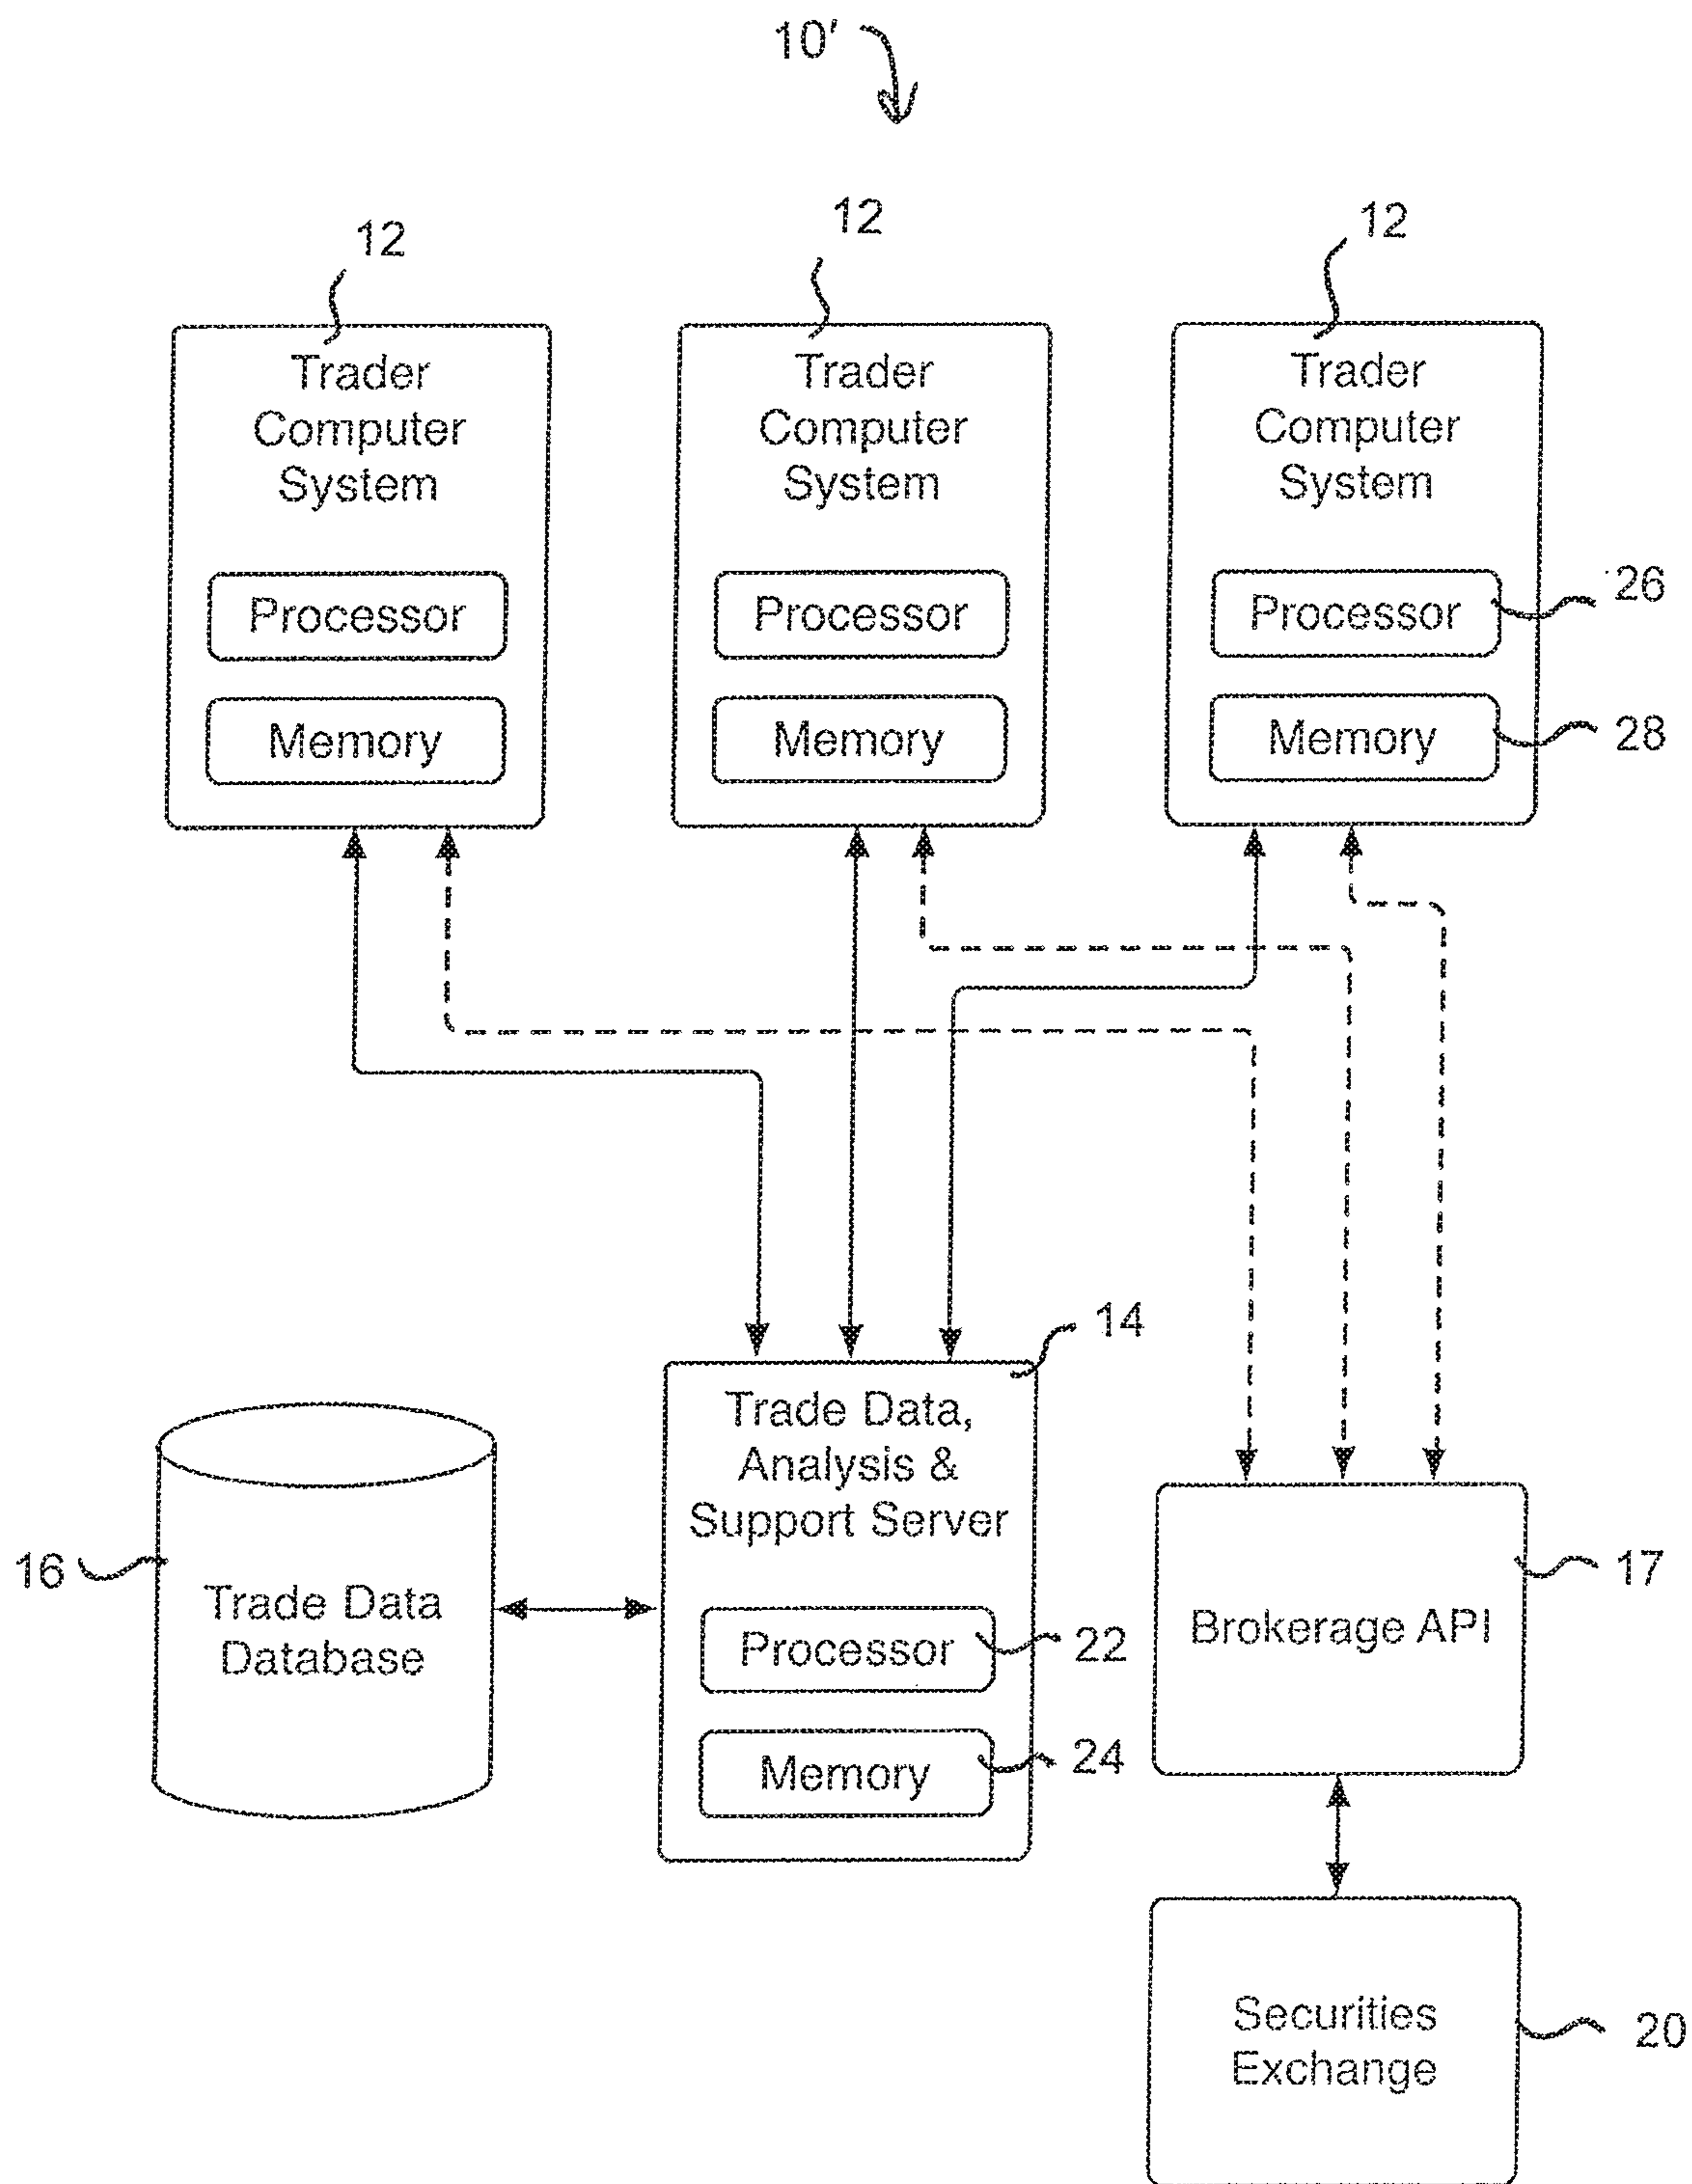 10'
12
12
12
Trader
Computer
System
Processor
Memory
Trader
Computer
System
Processor
Memory
Trader
Computer
System
Processor
26
Memory
28
14
Trade Data,
Analysis &
Support Server
Processor
22
Memory
24
16
Trade Data
Database
Brokerage API
17
Securities
Exchange
20